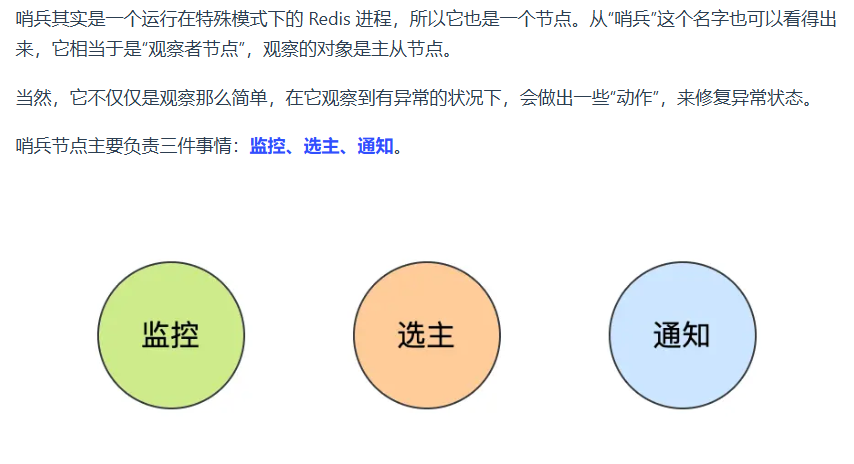 哨兵其实是一个运行在特殊模式下的 Redis 进程，所以它也是一个节点。从“哨兵”这个名字也可以看得出
来，它相当于是“观察者节点”，观察的对象是主从节点。
当然，它不仅仅是观察那么简单，在它观察到有异常的状况下，会做出一些“动作”，来修复异常状态。
哨兵节点主要负责三件事情：监控、选主、通知。
监控
选主
通知